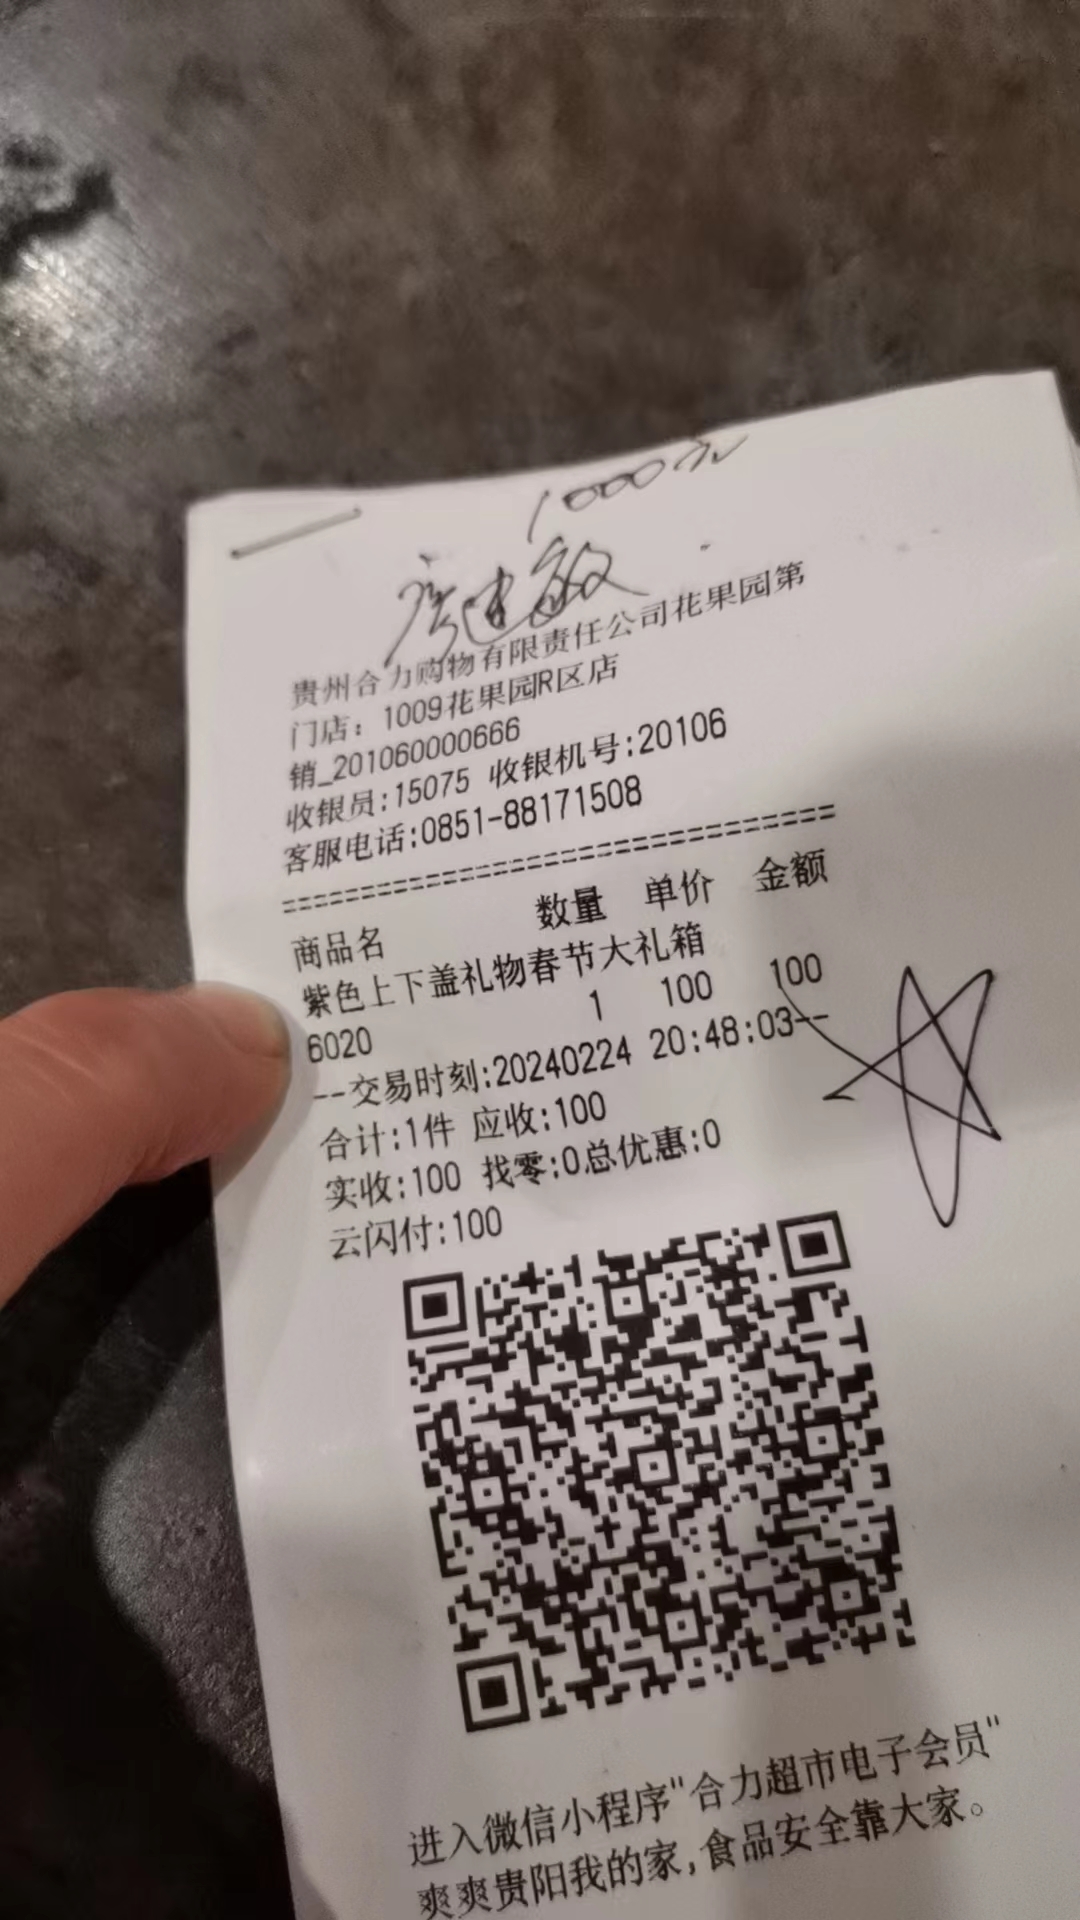 1000元
贵州合力购物有限责任公司花果园第
门店：1009花果园R区店
销_201060000666
收银员:15075 收银机号:20106
客服电话:0851-88171508
================================
商品名 数量 单价 金额
紫色上下盖礼物春节大礼箱
6020 1 100 100
--交易时刻:20240224 20:48:03--
合计:1件 应收:100
实收:100 找零:0总优惠:0
云闪付:100
进入微信小程序"合力超市电子会员"
爽爽贵阳我的家,食品安全靠大家。